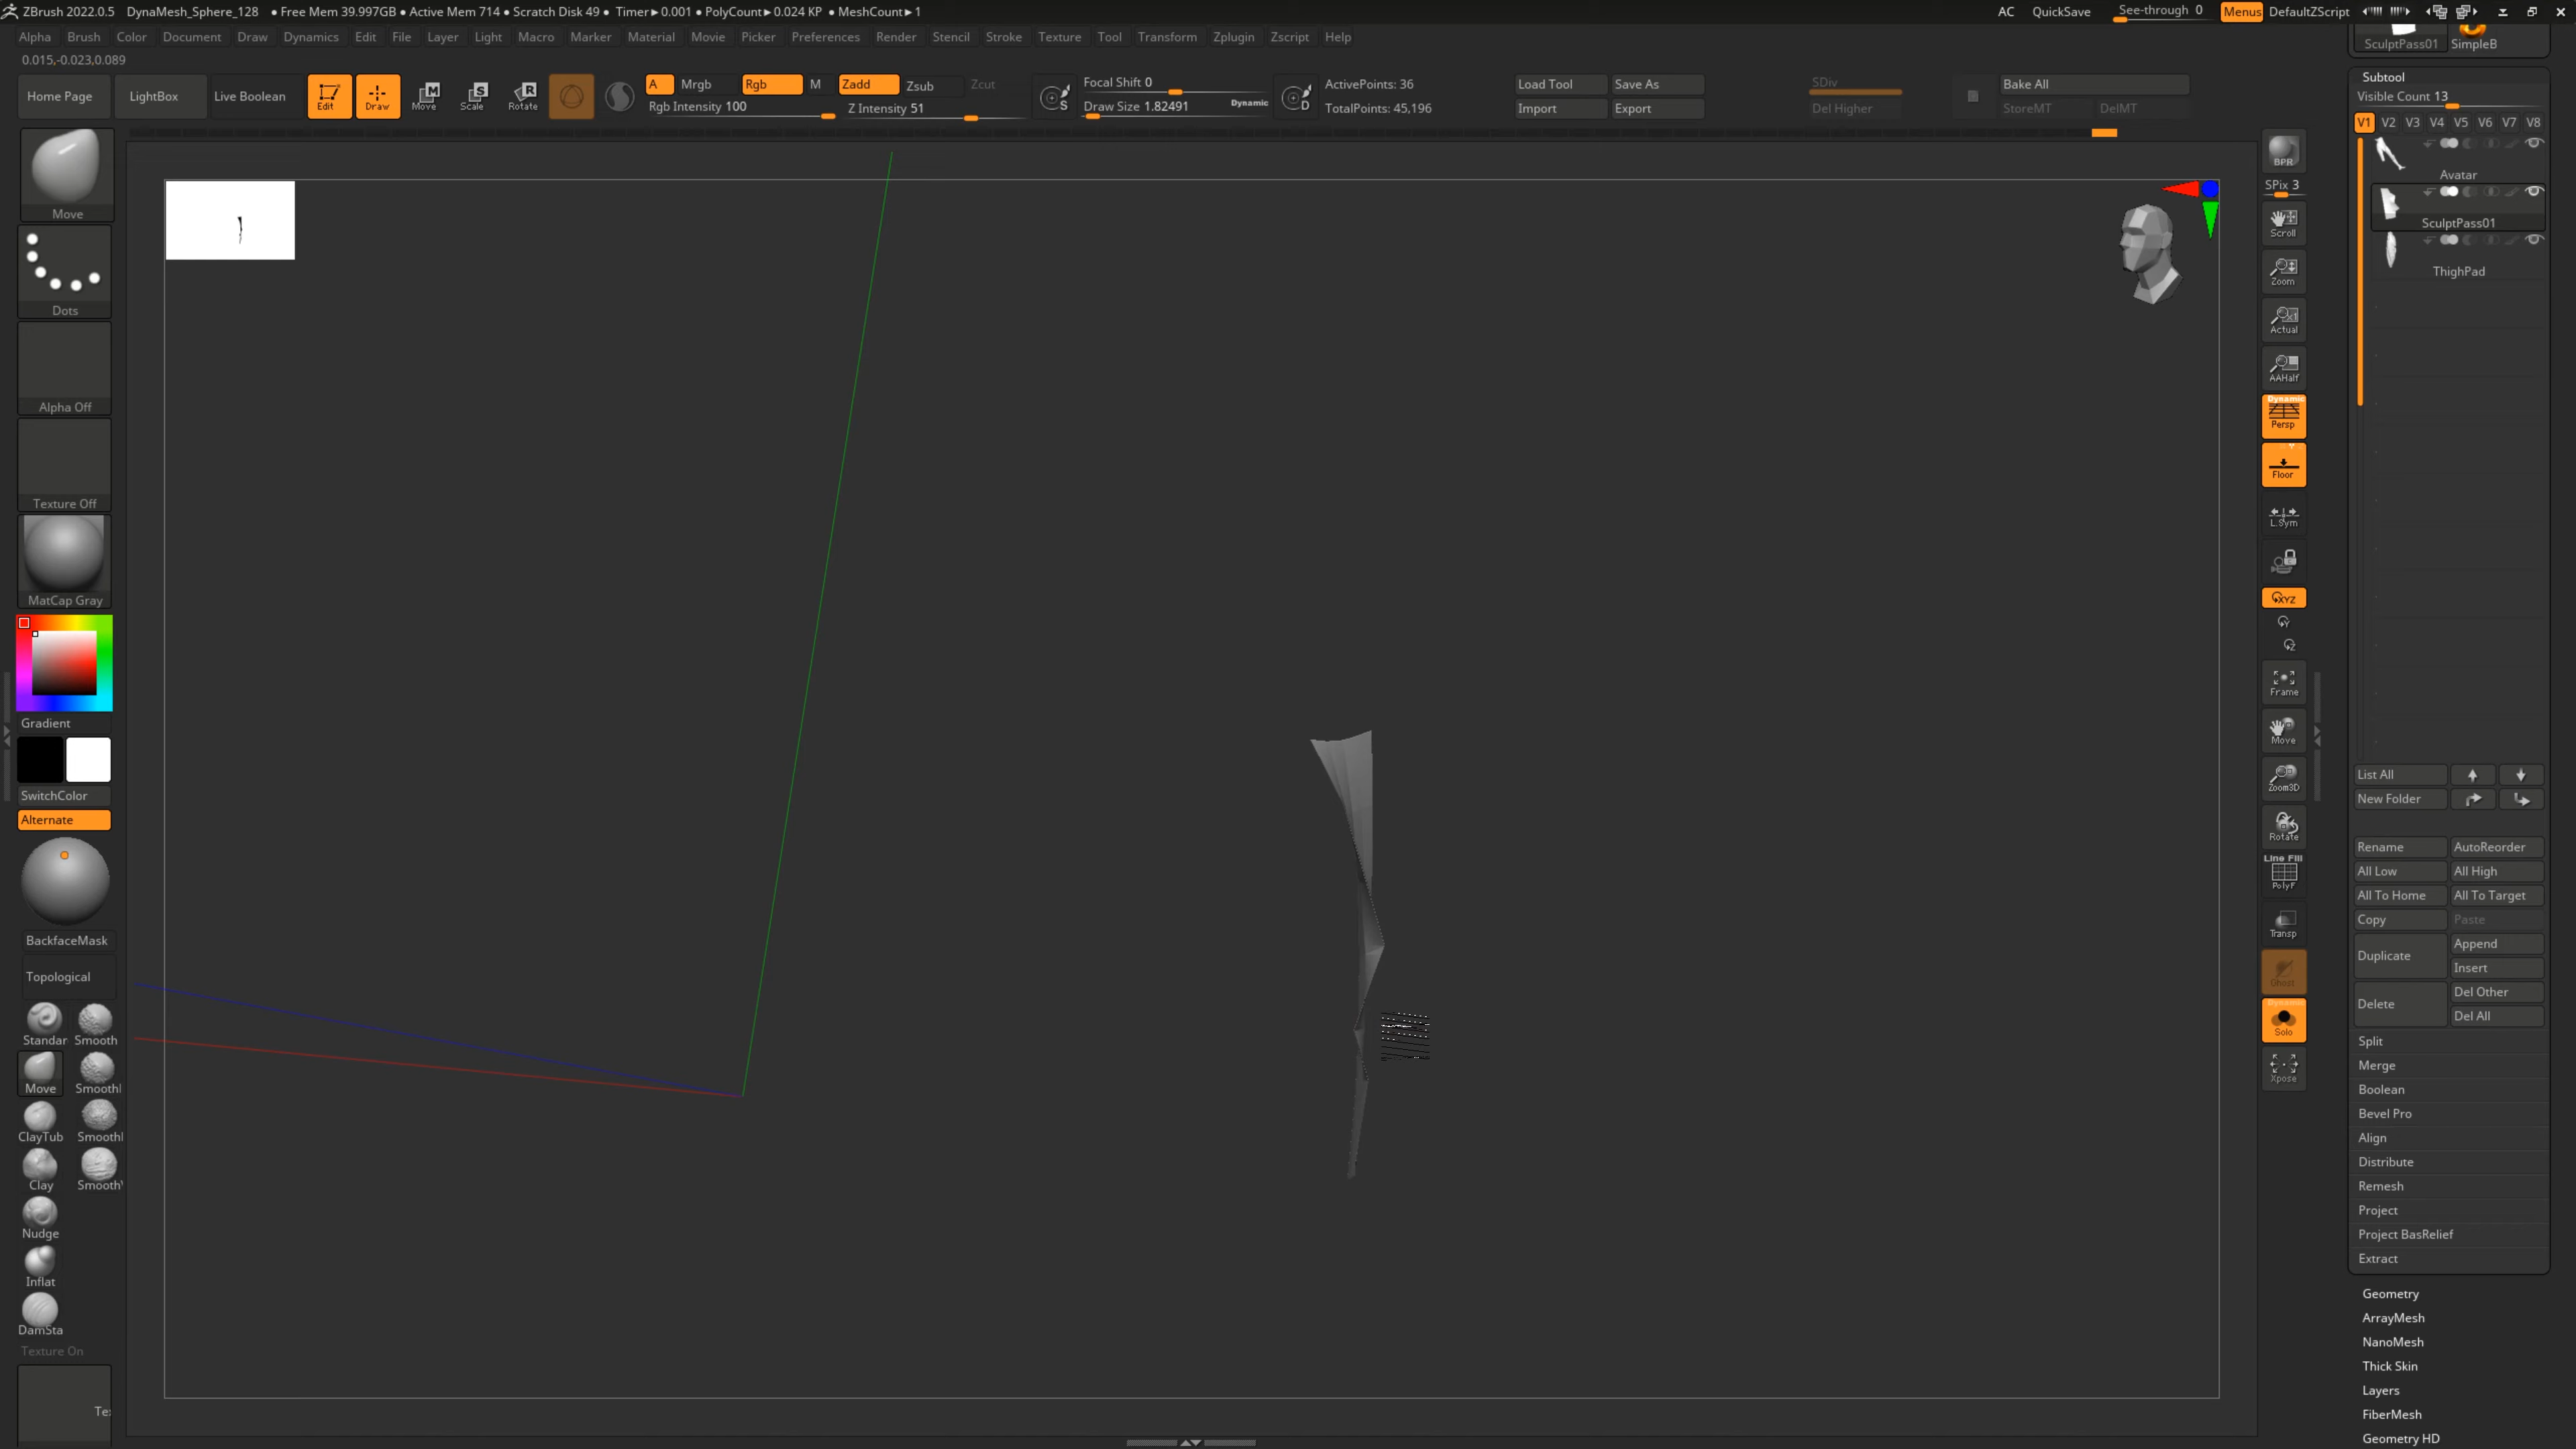 ZBrush 2022.0.5 DynaMesh_Sphere_128 ● Free Mem 39.997GB ● Active Mem 714 ● Scratch Disk 49 ● Timer►0.001 ● PolyCount►0.024 KP ● MeshCount►1 AC QuickSave See-through 0 Menus DefaultZScript
Alpha Brush Color Document Draw Dynamics Edit File Layer Light Macro Marker Material Movie Picker Preferences Render Stencil Stroke Texture Tool Transform Zplugin Zscript Help
SculptPass01 SimpleB
0.015,-0.023,0.089
Home Page LightBox Live Boolean Edit Draw Move Scale Rotate
A Mrgb Rgb M Zadd Zsub Zcut
Rgb Intensity 100 Z Intensity 51
Focal Shift 0
Draw Size 1.82491 Dynamic
ActivePoints: 36
TotalPoints: 45,196
Load Tool Save As
Import Export
SDiv
Del Higher
Bake All
StoreMT DelMT
Move
Dots
Alpha Off
Texture Off
MatCap Gray
Gradient
SwitchColor
Alternate
BackfaceMask
Topological
Standar Smooth
Move Smoothl
ClayTub Smoothl
Clay Smooth
Nudge
Inflat
DamSta
Texture On
Te
BPR
SPix 3
Scroll
Zoom
Actual
AAHalf
Dynamic
Persp
Floor
L.Sym
XYZ
Y
Z
Frame
Move
Zoom3D
Rotate
Line Fill
PolyF
Transp
Ghost
Dynamic
Solo
Xpose
Subtool
Visible Count 13
V1 V2 V3 V4 V5 V6 V7 V8
Avatar
SculptPass01
ThighPad
List All
New Folder
Rename AutoReorder
All Low All High
All To Home All To Target
Copy Paste
Duplicate Append
Insert
Delete Del Other
Del All
Split
Merge
Boolean
Bevel Pro
Align
Distribute
Remesh
Project
Project BasRelief
Extract
Geometry
ArrayMesh
NanoMesh
Thick Skin
Layers
FiberMesh
Geometry HD